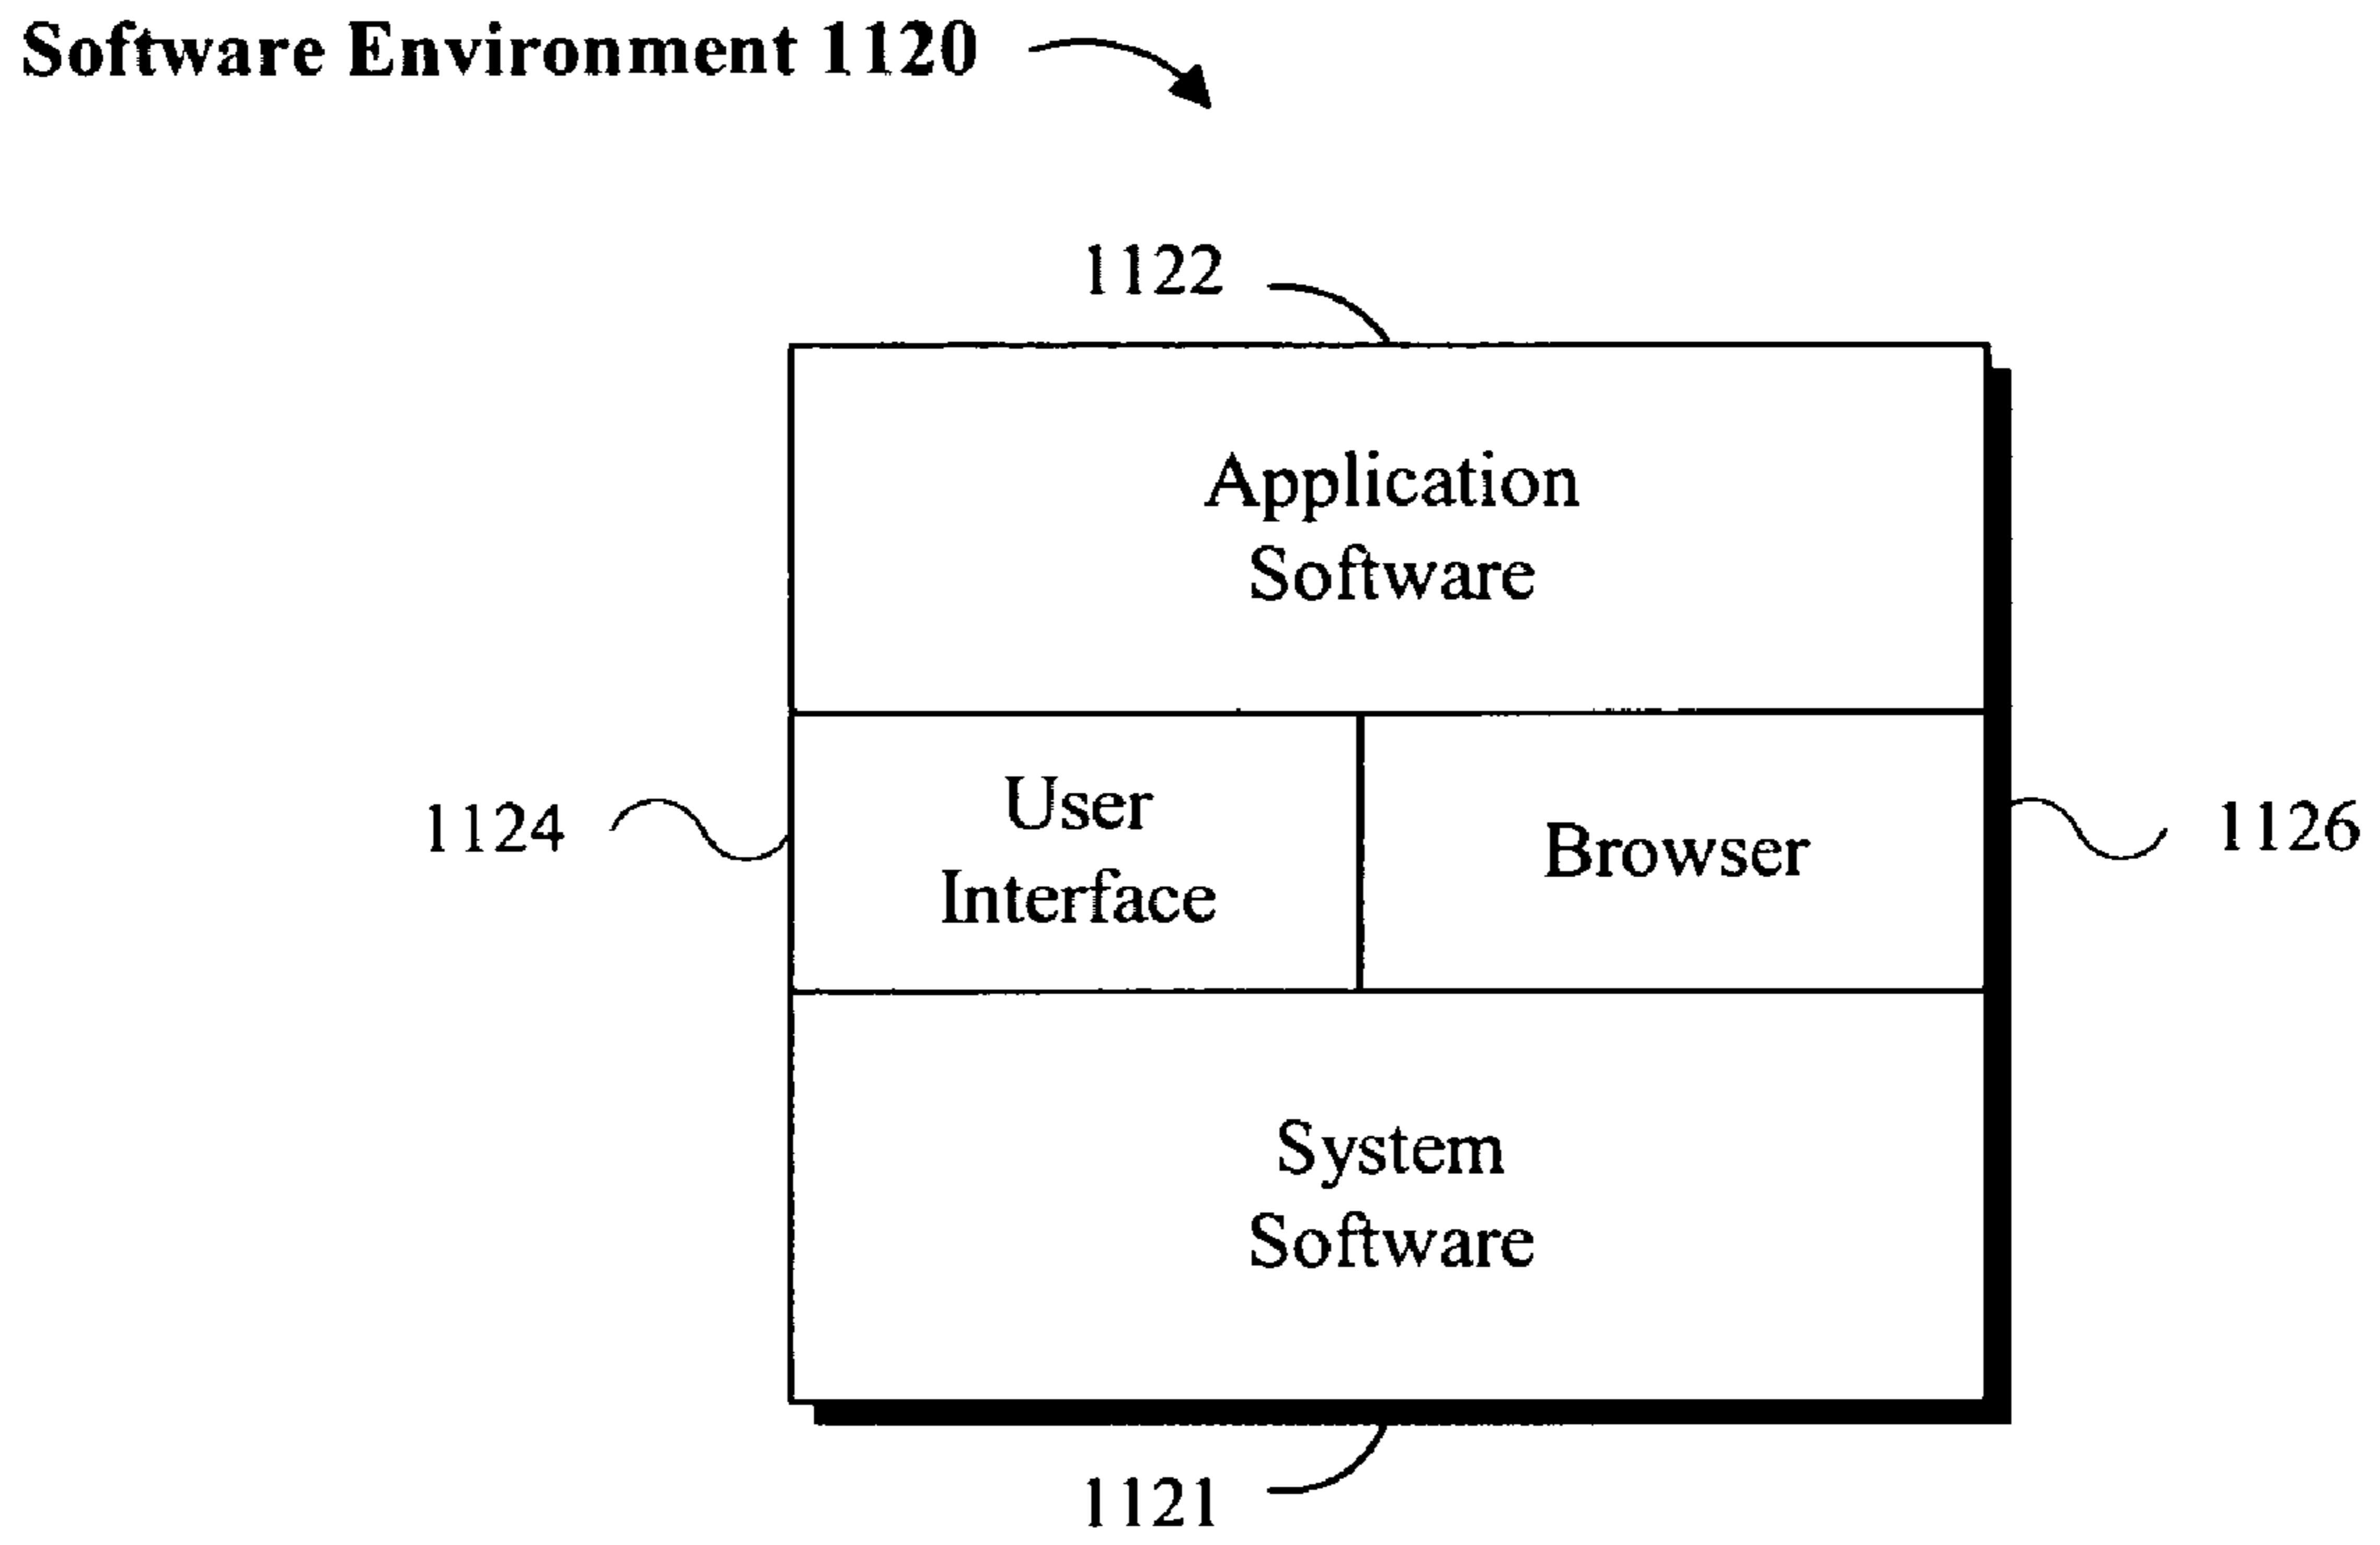 Software Environment 1120
1122
Application
Software
1124
User
Interface
Browser
1126
System
Software
1121